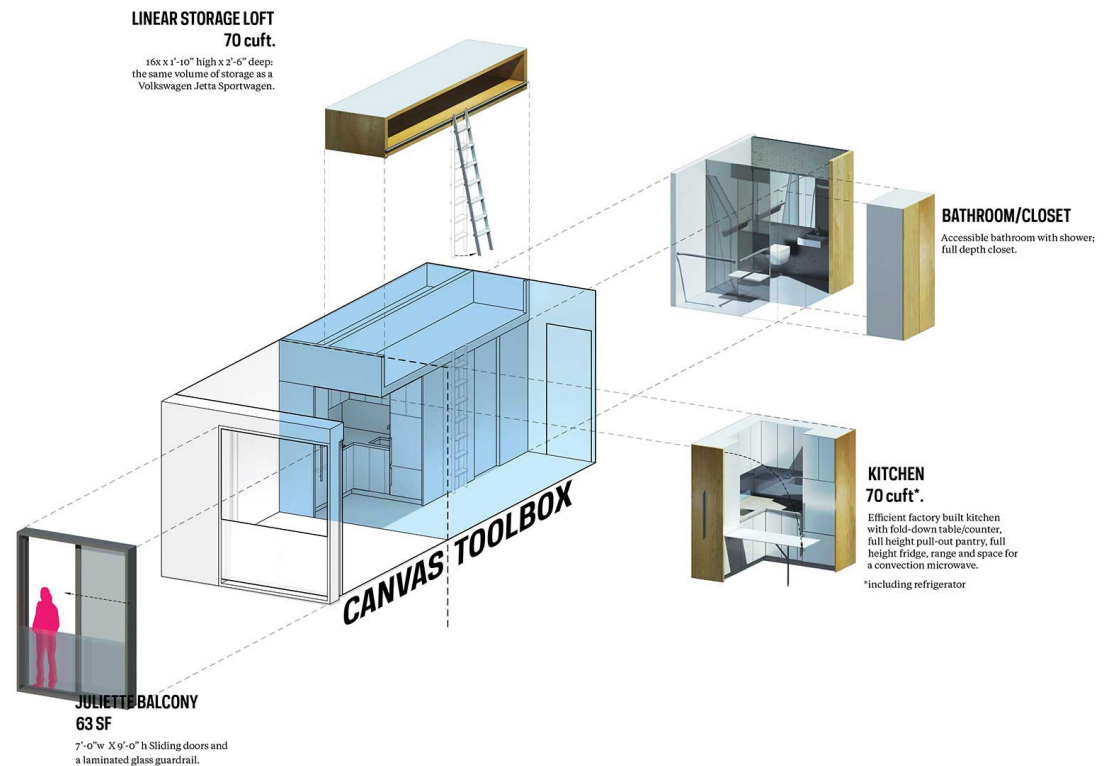 LINEAR STORAGE LOFT
70 cuft.
16x x 1'-10" high x 2'-6" deep:
the same volume of storage as a
Volkswagen Jetta Sportwagen.
BATHROOM/CLOSET
Accessible bathroom with shower;
full depth closet.
KITCHEN
70 cuft*.
Efficient factory built kitchen
with fold-down table/counter,
full height pull-out pantry, full
height fridge, range and space for
a convection microwave.
*including refrigerator
CANVAS TOOLBOX
JULIETTE BALCONY
63 SF
7'-0"w X 9'-0" h Sliding doors and
a laminated glass guardrail.